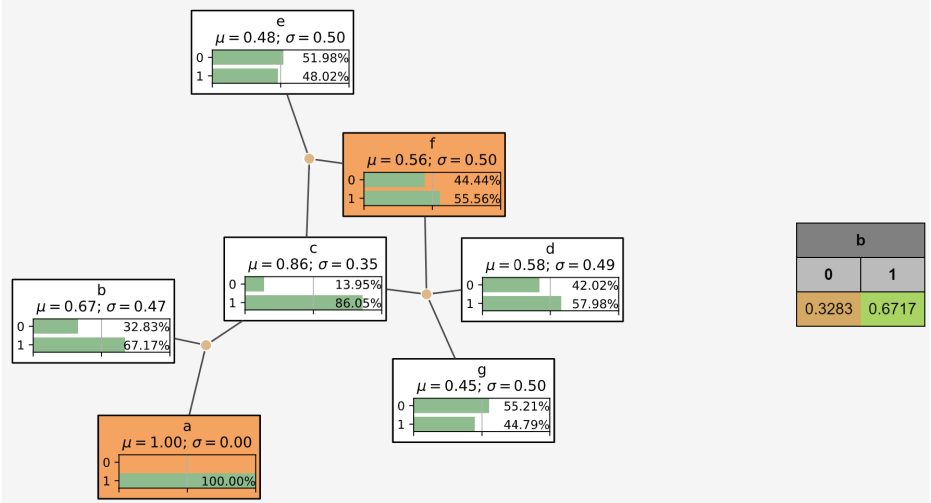 e
μ = 0.48; σ = 0.50
0 51.98%
1 48.02%
f
μ = 0.56; σ = 0.50
0 44.44%
1 55.56%
c
μ = 0.86; σ = 0.35
0 13.95%
1 86.05%
d
μ = 0.58; σ = 0.49
0 42.02%
1 57.98%
b
μ = 0.67; σ = 0.47
0 32.83%
1 67.17%
g
μ = 0.45; σ = 0.50
0 55.21%
1 44.79%
a
μ = 1.00; σ = 0.00
0
1 100.00%
b
0 1
0.3283 0.6717